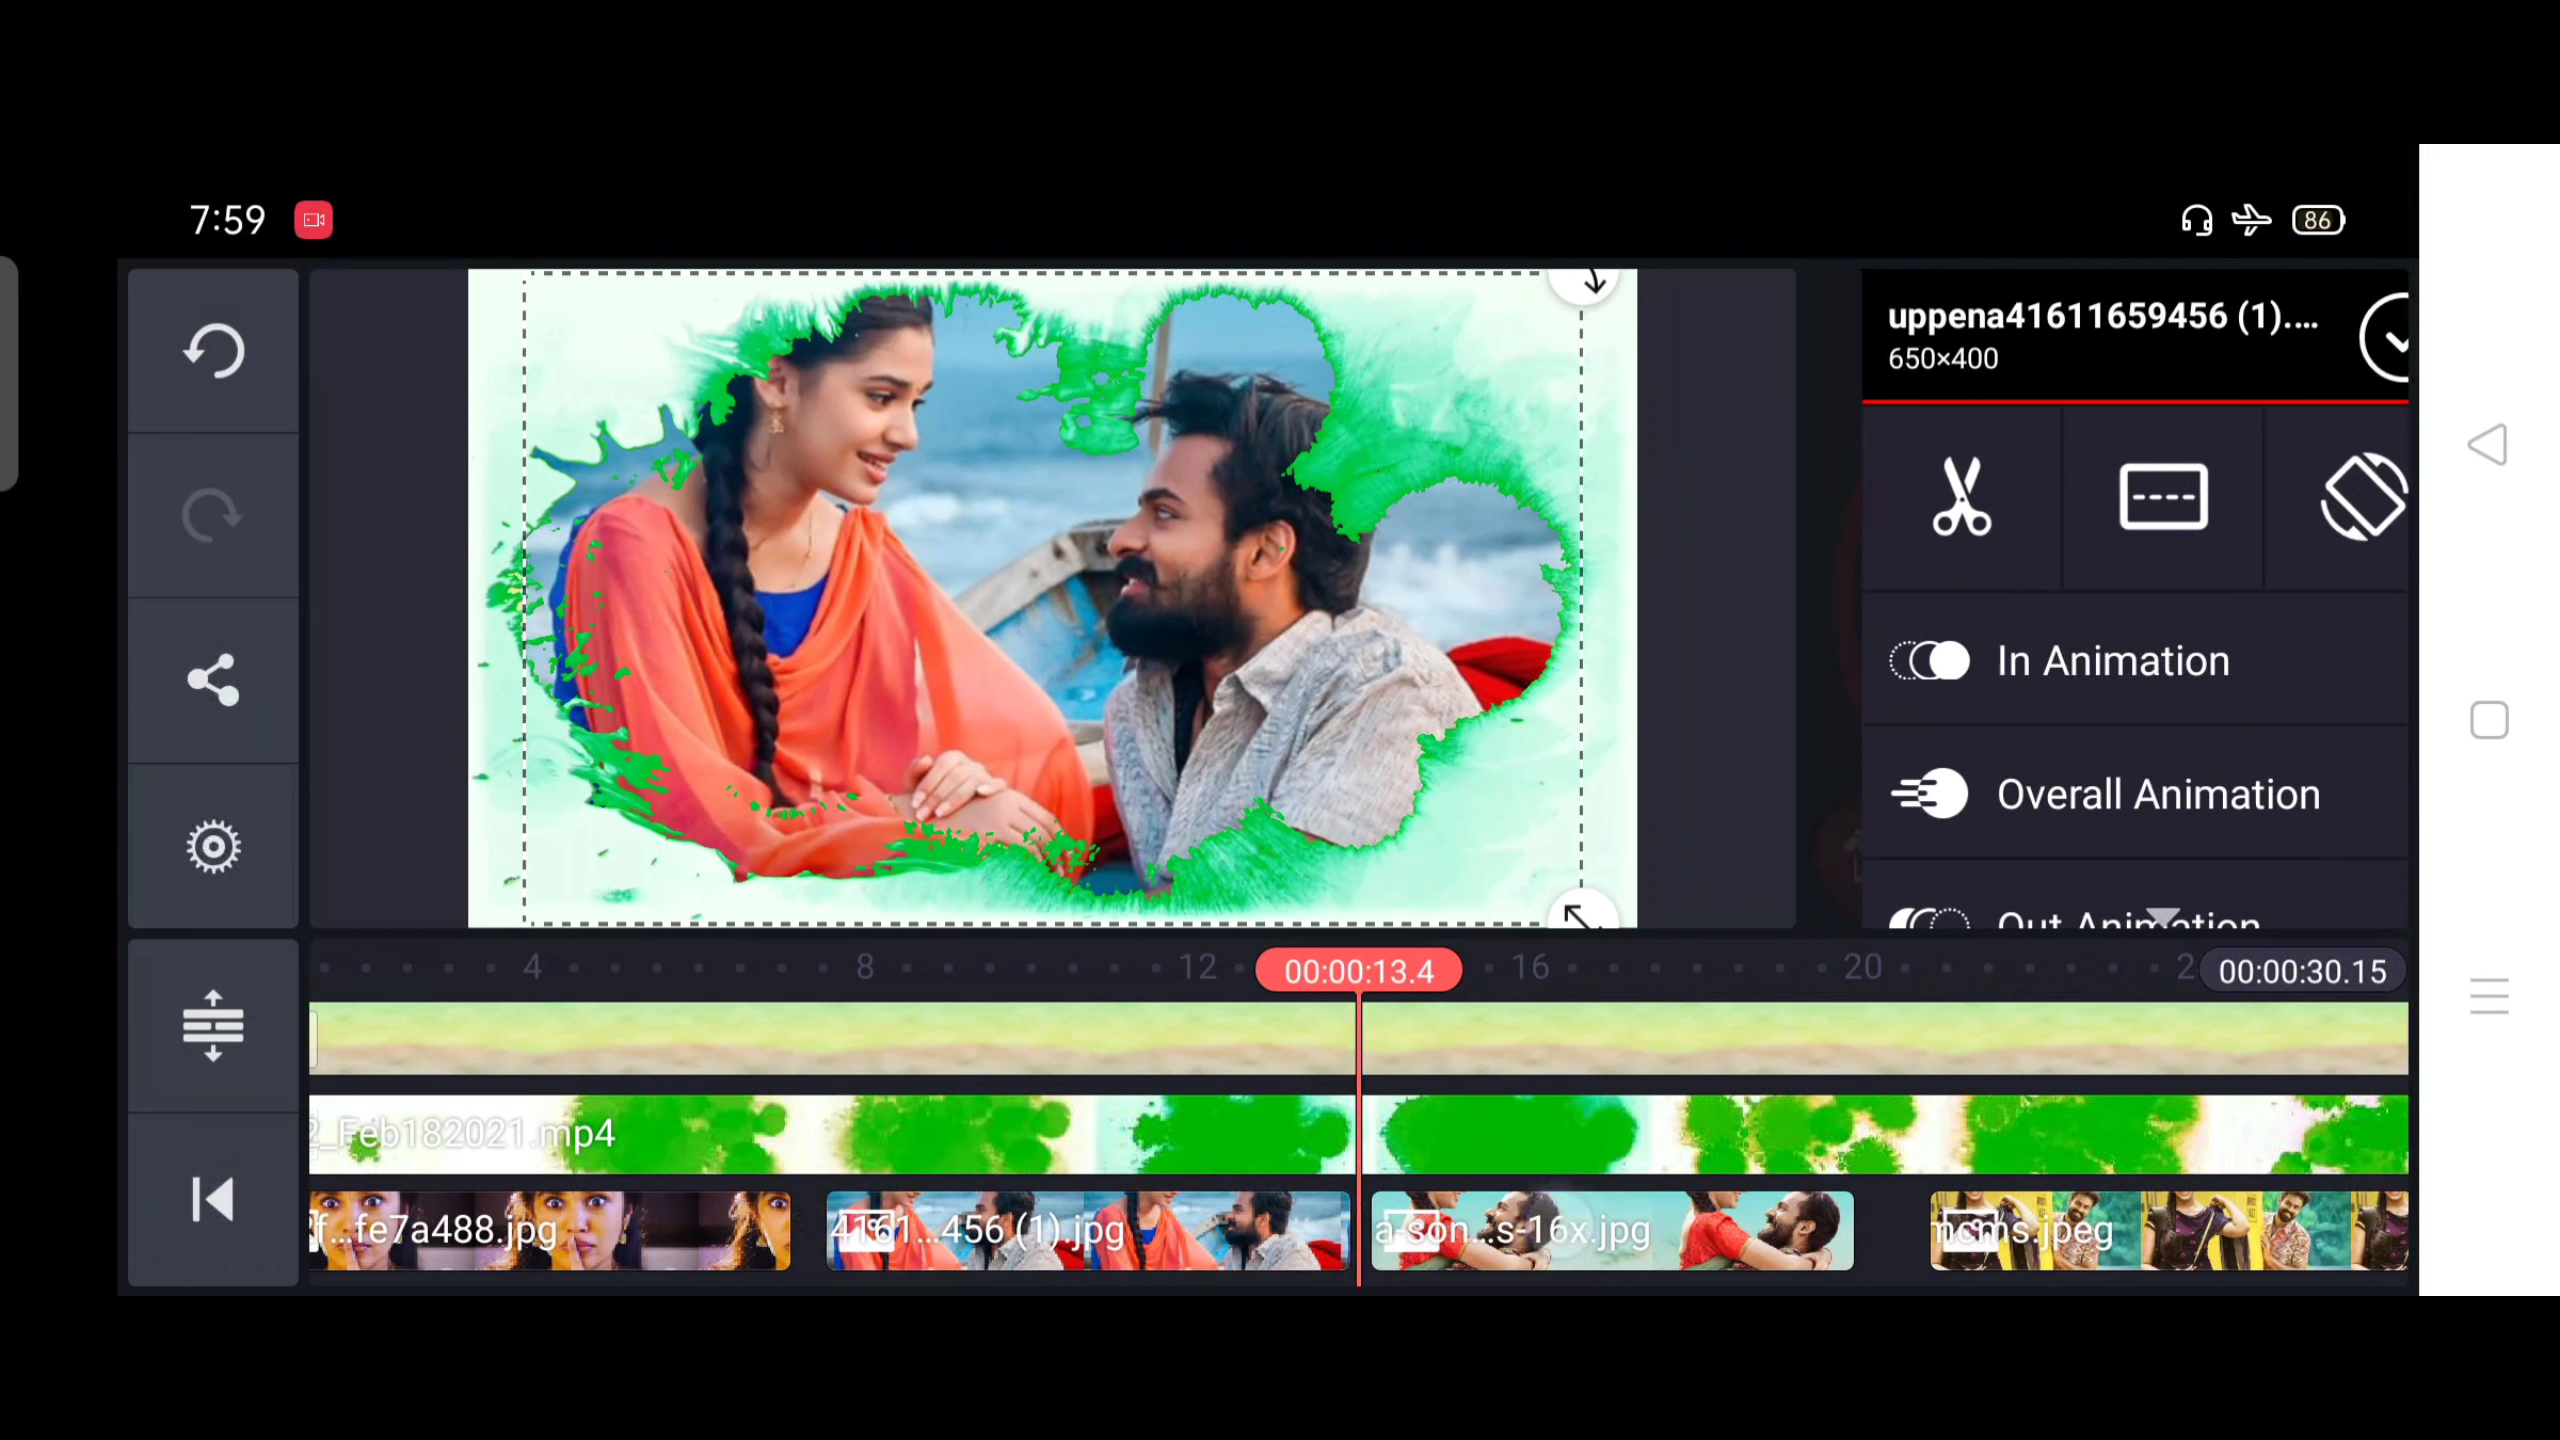 7:59
86
uppena41611659456 (1)....
650×400
In Animation
Overall Animation
Out Animation
4
8
12
00:00:13.4
16
20
2
00:00:30.15
2_Feb182021.mp4
f...fe7a488.jpg
4161...456 (1).jpg
a-son...s-16x.jpg
ncms.jpeg